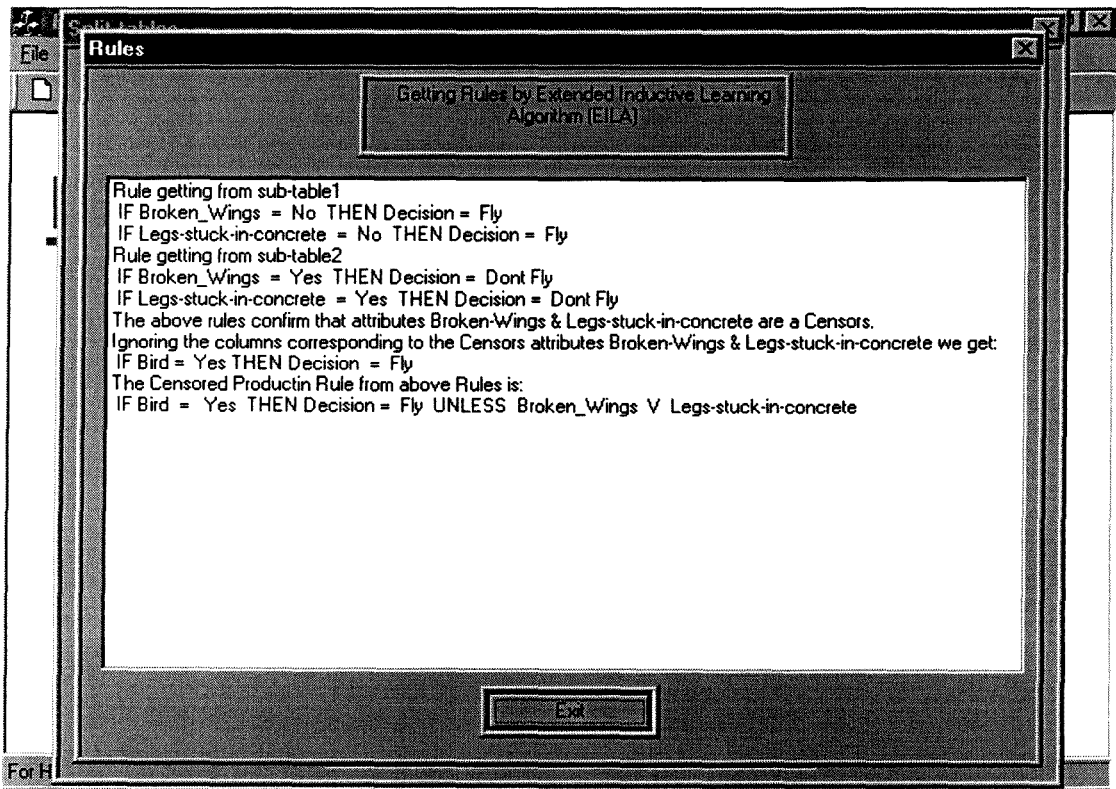 Split tables
File
Rules
Getting Rules by Extended Inductive Learning
Algorithm (EILA)
Rule getting from sub-table1
IF Broken_Wings = No THEN Decision = Fly
IF Legs-stuck-in-concrete = No THEN Decision = Fly
Rule getting from sub-table2
IF Broken_Wings = Yes THEN Decision = Dont Fly
IF Legs-stuck-in-concrete = Yes THEN Decision = Dont Fly
The above rules confirm that attributes Broken-Wings & Legs-stuck-in-concrete are a Censors.
Ignoring the columns corresponding to the Censors attributes Broken-Wings & Legs-stuck-in-concrete we get:
IF Bird = Yes THEN Decision = Fly
The Censored Productin Rule from above Rules is:
IF Bird = Yes THEN Decision = Fly UNLESS Broken_Wings V Legs-stuck-in-concrete
Exit
For H